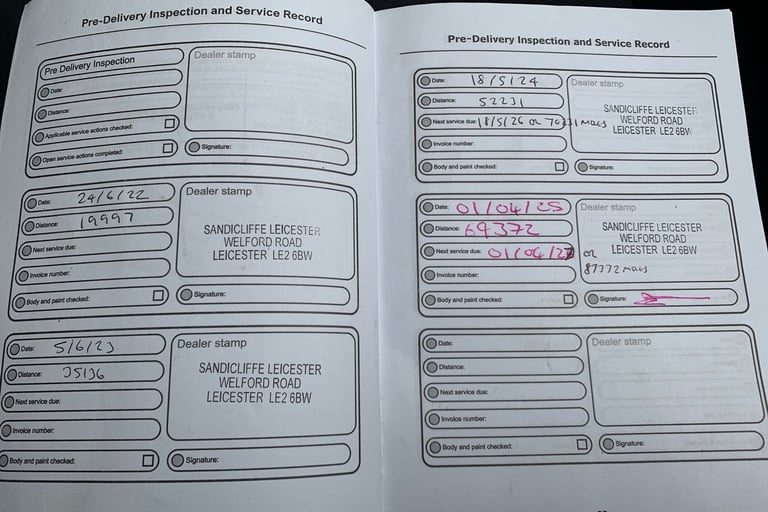 Pre-Delivery Inspection and Service Record
Pre Delivery Inspection
Dealer stamp
Date:
Distance:
Applicable service actions checked:
Open service actions completed:
Signature:
Date: 24/6/22
Distance: 19997
Next service due:
Invoice number:
Body and paint checked:
Dealer stamp
SANDICLIFFE LEICESTER
WELFORD ROAD
LEICESTER LE2 6BW
Signature:
Date: 5/6/23
Distance: 35136
Next service due:
Invoice number:
Body and paint checked:
Dealer stamp
SANDICLIFFE LEICESTER
WELFORD ROAD
LEICESTER LE2 6BW
Signature:
Pre-Delivery Inspection and Service Record
Date: 18/5/24
Distance: 52231
Next service due: 18/5/26 or 70231 miles
Invoice number:
Body and paint checked:
Dealer stamp
SANDICLIFFE LEICESTER
WELFORD ROAD
LEICESTER LE2 6BW
Signature:
Date: 01/04/25
Distance: 69372
Next service due: 01/04/27 or
87372 miles
Invoice number:
Body and paint checked:
Dealer stamp
SANDICLIFFE LEICESTER
WELFORD ROAD
LEICESTER LE2 6BW
Signature:
Date:
Distance:
Next service due:
Invoice number:
Body and paint checked:
Dealer stamp
Signature: